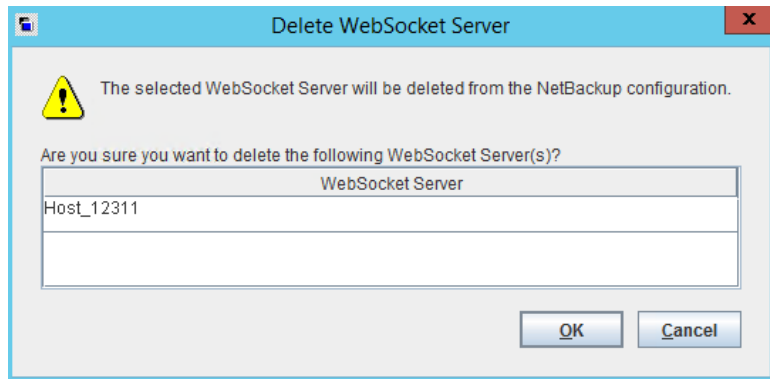 Delete WebSocket Server
x
The selected WebSocket Server will be deleted from the NetBackup configuration.
Are you sure you want to delete the following WebSocket Server(s)?
WebSocket Server
Host_12311
OK Cancel